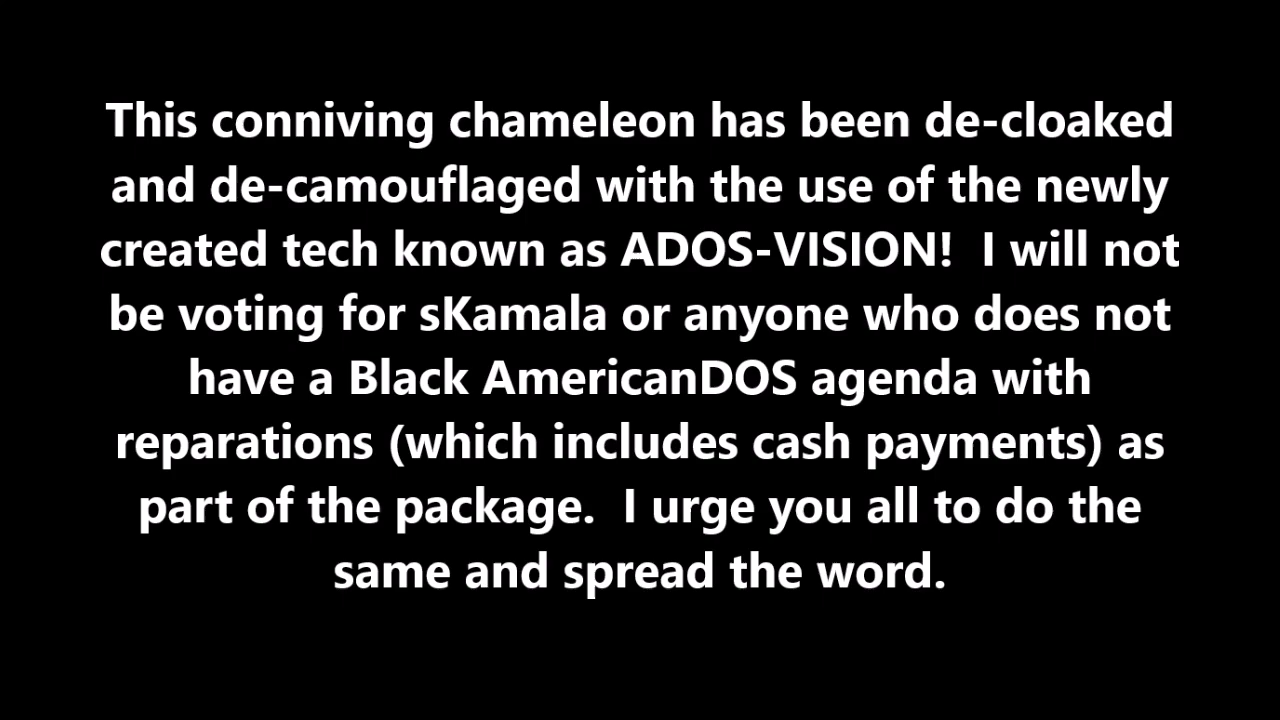 This conniving chameleon has been de-cloaked
and de-camouflaged with the use of the newly
created tech known as ADOS-VISION!  I will not
be voting for sKamala or anyone who does not
have a Black AmericanDOS agenda with
reparations (which includes cash payments) as
part of the package.  I urge you all to do the
same and spread the word.